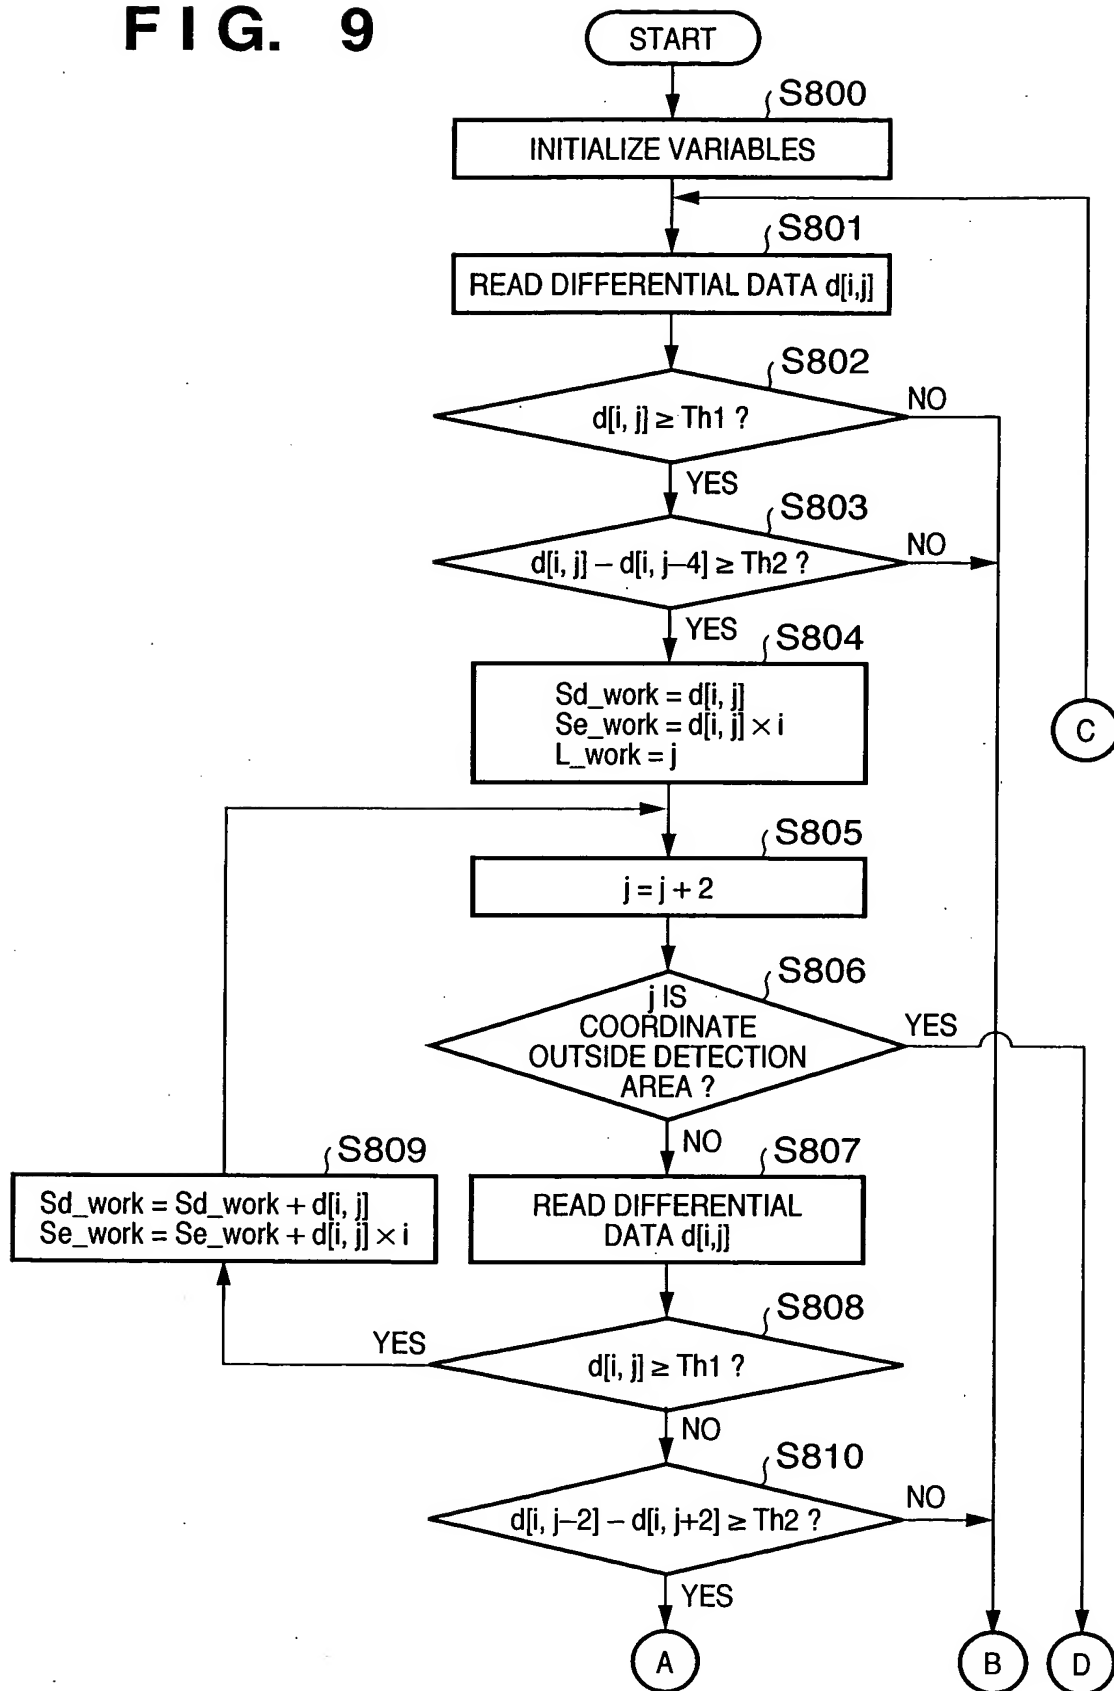 FIG. 9
START
S800
INITIALIZE VARIABLES
S801
READ DIFFERENTIAL DATA d[i,j]
S802
d[i, j] ≥ Th1 ?
NO
YES
S803
d[i, j] – d[i, j–4] ≥ Th2 ?
NO
YES
S804
Sd_work = d[i, j]
Se_work = d[i, j] × i
L_work = j
C
S805
j = j + 2
S806
j IS
COORDINATE
OUTSIDE DETECTION
AREA ?
YES
NO
S809
Sd_work = Sd_work + d[i, j]
Se_work = Se_work + d[i, j] × i
S807
READ DIFFERENTIAL
DATA d[i,j]
S808
YES
d[i, j] ≥ Th1 ?
NO
S810
d[i, j–2] – d[i, j+2] ≥ Th2 ?
NO
YES
A
B
D